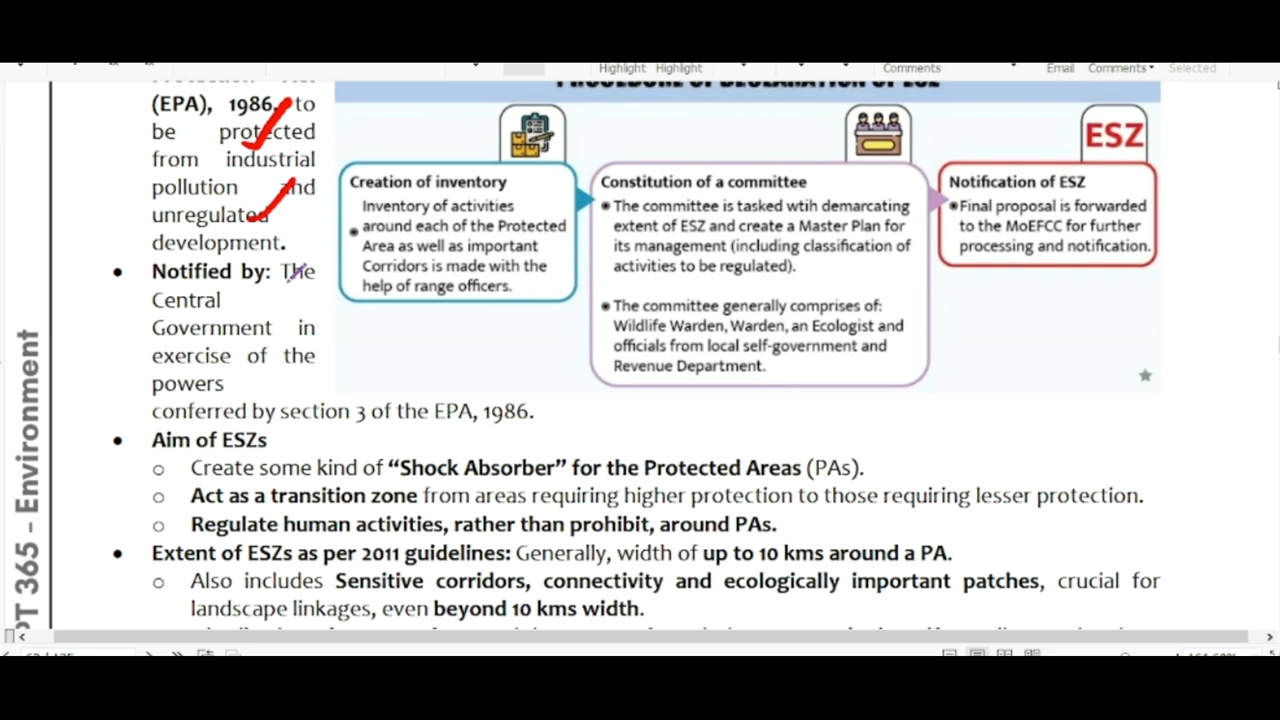 Highlight Highlight Comments Email Comments Selected
(EPA), 1986, to
be protected
from industrial
pollution and
unregulated
development.
• Notified by: The
Central
Government in
exercise of the
powers
conferred by section 3 of the EPA, 1986.
PROCEDURE OF DECLARATION OF ESZ
Creation of inventory
Inventory of activities
around each of the Protected
Area as well as important
Corridors is made with the
help of range officers.
Constitution of a committee
The committee is tasked wtih demarcating
extent of ESZ and create a Master Plan for
its management (including classification of
activities to be regulated).
The committee generally comprises of:
Wildlife Warden, Warden, an Ecologist and
officials from local self-government and
Revenue Department.
ESZ
Notification of ESZ
Final proposal is forwarded
to the MoEFCC for further
processing and notification.
• Aim of ESZs
o Create some kind of “Shock Absorber” for the Protected Areas (PAs).
o Act as a transition zone from areas requiring higher protection to those requiring lesser protection.
o Regulate human activities, rather than prohibit, around PAs.
• Extent of ESZs as per 2011 guidelines: Generally, width of up to 10 kms around a PA.
o Also includes Sensitive corridors, connectivity and ecologically important patches, crucial for
landscape linkages, even beyond 10 kms width.
PT 365 - Environment